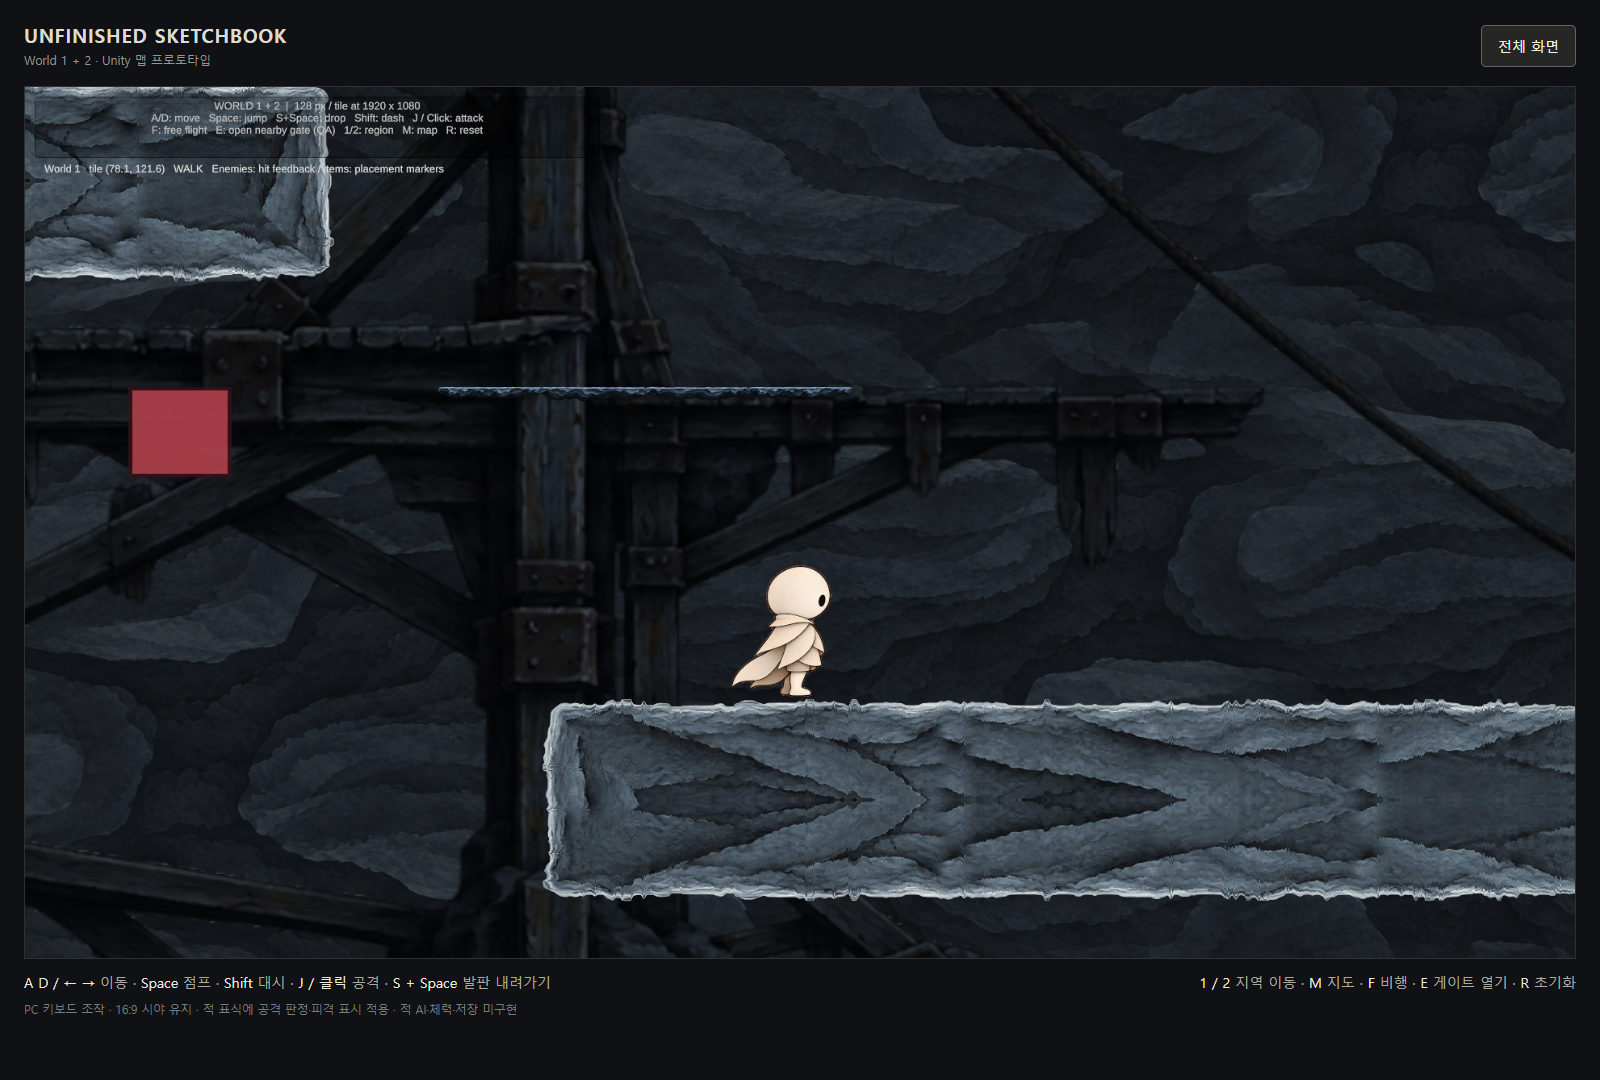 UNFINISHED SKETCHBOOK
World 1 + 2 · Unity 맵 프로토타입
전체 화면
WORLD 1 + 2 | 128 px / tile at 1920 x 1080
A/D: move Space: jump S+Space: drop Shift: dash J / Click: attack
F: free flight E: open nearby gate (QA) 1/2: region M: map R: reset
World 1 tile (78.1, 121.6) WALK Enemies: hit feedback / Items: placement markers
A D / ← → 이동 · Space 점프 · Shift 대시 · J / 클릭 공격 · S + Space 발판 내려가기
1 / 2 지역 이동 · M 지도 · F 비행 · E 게이트 열기 · R 초기화
PC 키보드 조작 · 16:9 시야 유지 · 적 표식에 공격 판정·피격 표시 적용 · 적 AI·체력·저장 미구현